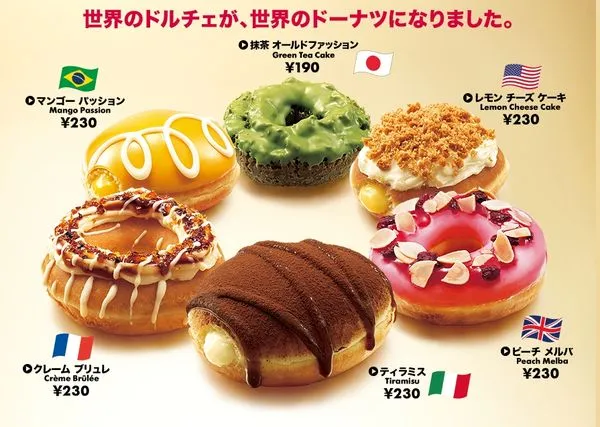 世界のドルチェが、世界のドーナツになりました。
抹茶 オールドファッション
Green Tea Cake
¥190
マンゴー パッション
Mango Passion
¥230
レモン チーズ ケーキ
Lemon Cheese Cake
¥230
クレーム ブリュレ
Crème Brûlée
¥230
ティラミス
Tiramisu
¥230
ピーチ メルバ
Peach Melba
¥230